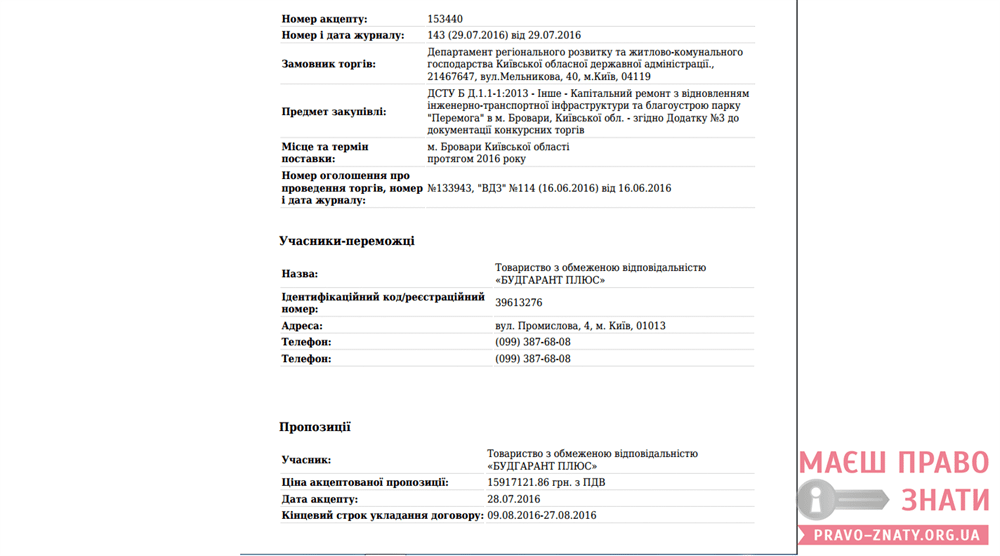 Номер акцепту: 153440
Номер і дата журналу: 143 (29.07.2016) від 29.07.2016
Замовник торгів: Департамент регіонального розвитку та житлово-комунального
господарства Київської обласної державної адміністрації.,
21467647, вул.Мельникова, 40, м.Київ, 04119
Предмет закупівлі: ДСТУ Б Д.1.1-1:2013 - Інше - Капітальний ремонт з відновленням
інженерно-транспортної інфраструктури та благоустрою парку
"Перемога" в м. Бровари, Київської обл. - згідно Додатку №3 до
документації конкурсних торгів
Місце та термін
поставки:
м. Бровари Київської області
протягом 2016 року
Номер оголошення про
проведення торгів, номер
і дата журналу:
№133943, "ВДЗ" №114 (16.06.2016) від 16.06.2016
Учасники-переможці
Назва: Товариство з обмеженою відповідальністю
«БУДГАРАНТ ПЛЮС»
Ідентифікаційний код/реєстраційний
номер:
39613276
Адреса: вул. Промислова, 4, м. Київ, 01013
Телефон: (099) 387-68-08
Телефон: (099) 387-68-08
Пропозиції
Учасник: Товариство з обмеженою відповідальністю
«БУДГАРАНТ ПЛЮС»
Ціна акцептованої пропозиції: 15917121.86 грн. з ПДВ
Дата акцепту: 28.07.2016
Кінцевий строк укладання договору: 09.08.2016-27.08.2016
МАЄШ ПРАВО
ЗНАТИ
PRAVO-ZNATY.ORG.UA